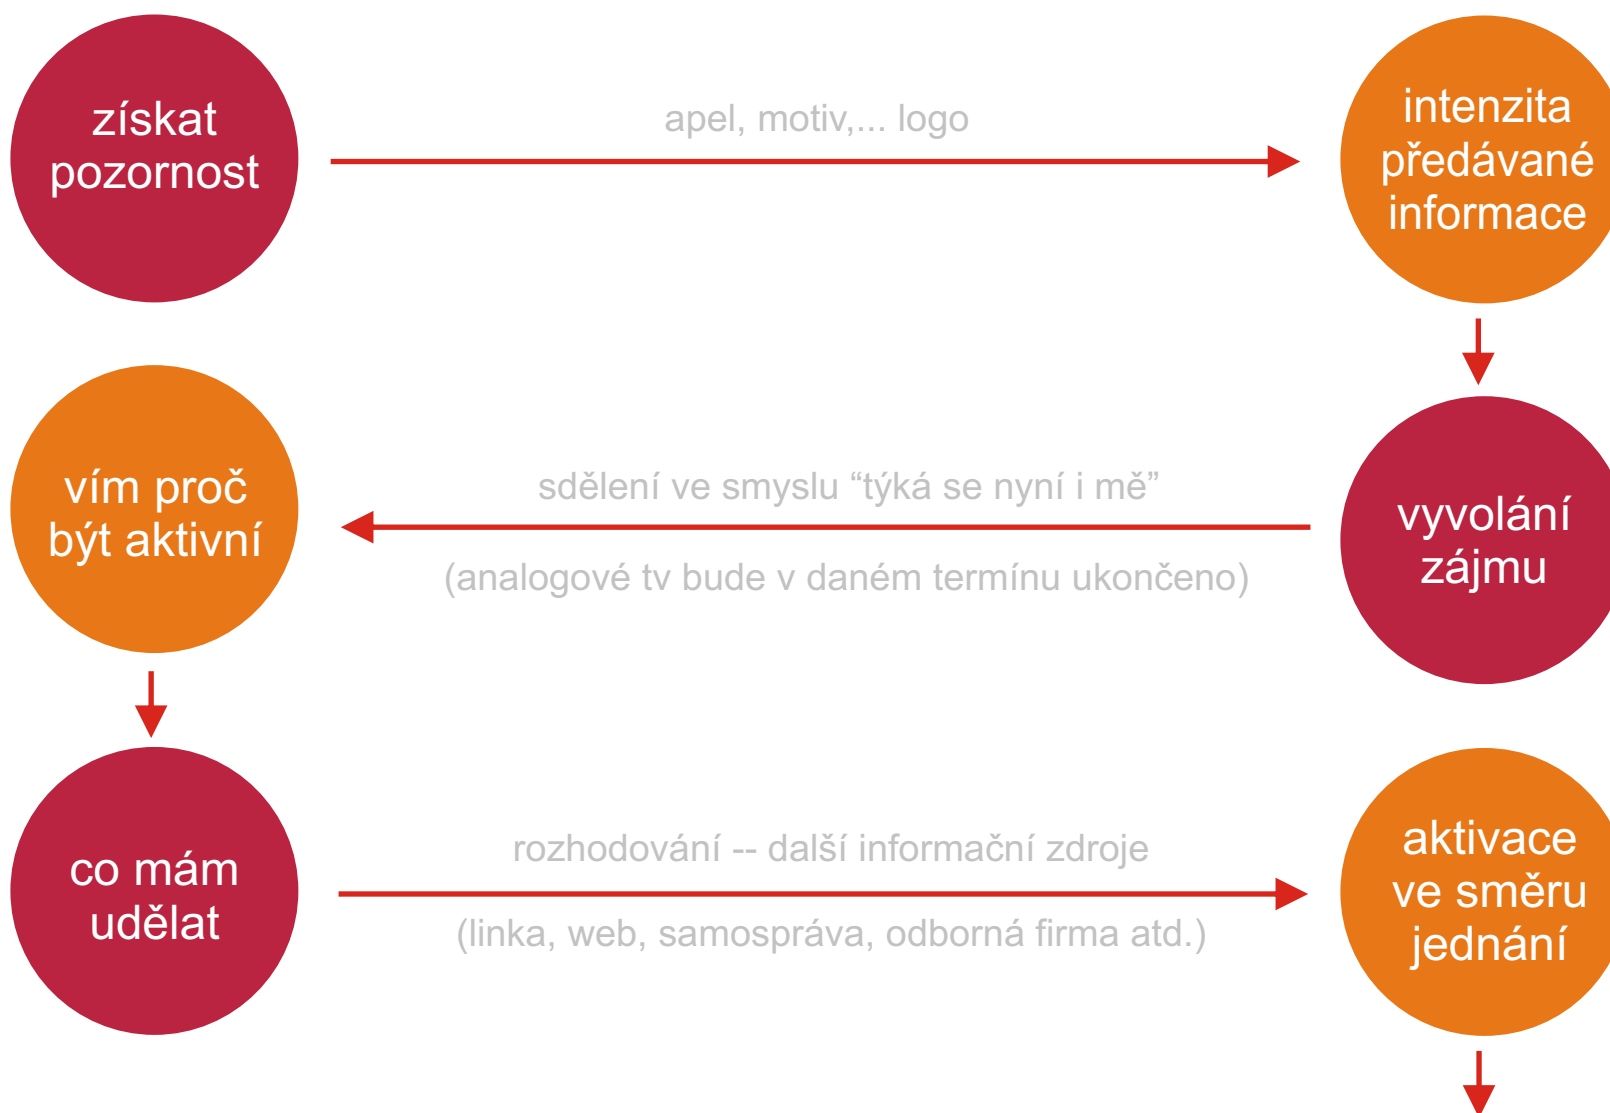 získat
pozornost
apel, motiv,... logo
intenzita
předávané
informace
vyvolání
zájmu
sdělení ve smyslu “týká se nyní i mě”
(analogové tv bude v daném termínu ukončeno)
vím proč
být aktivní
co mám
udělat
rozhodování -- další informační zdroje
(linka, web, samospráva, odborná firma atd.)
aktivace
ve směru
jednání